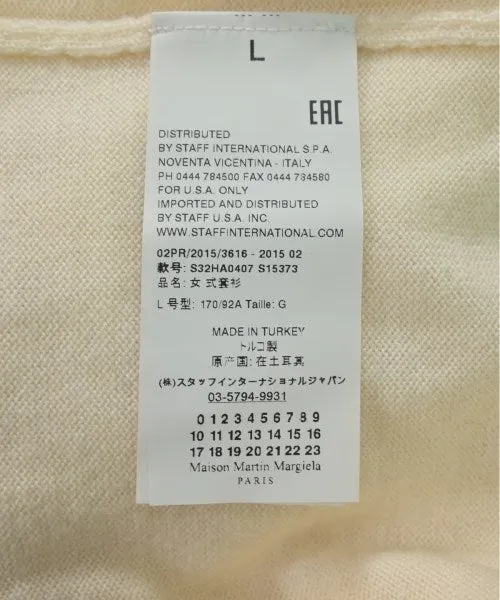 L
EAC
DISTRIBUTED
BY STAFF INTERNATIONAL S.P.A.
NOVENTA VICENTINA - ITALY
PH 0444 784500 FAX 0444 784580
FOR U.S.A. ONLY
IMPORTED AND DISTRIBUTED
BY STAFF U.S.A. INC.
WWW.STAFFINTERNATIONAL.COM
02PR/2015/3616 - 2015 02
款号: S32HA0407 S15373
品名: 女 式套衫
L 号型: 170/92A Taille: G
MADE IN TURKEY
トルコ製
原产国: 在土耳其
(株)スタッフインターナショナルジャパン
03-5794-9931
0 1 2 3 4 5 6 7 8 9
10 11 12 13 14 15 16
17 18 19 20 21 22 23
Maison Martin Margiela
PARIS